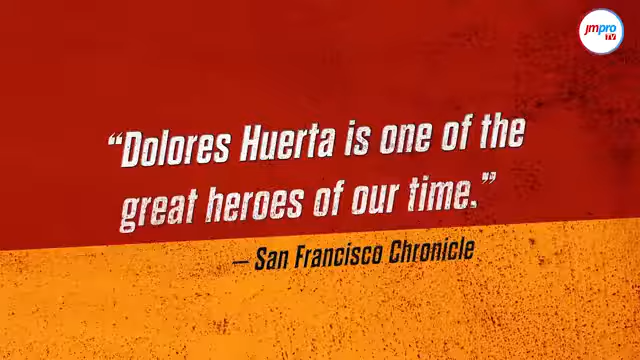 jmpro
TV
“Dolores Huerta is one of the
great heroes of our time.”
– San Francisco Chronicle